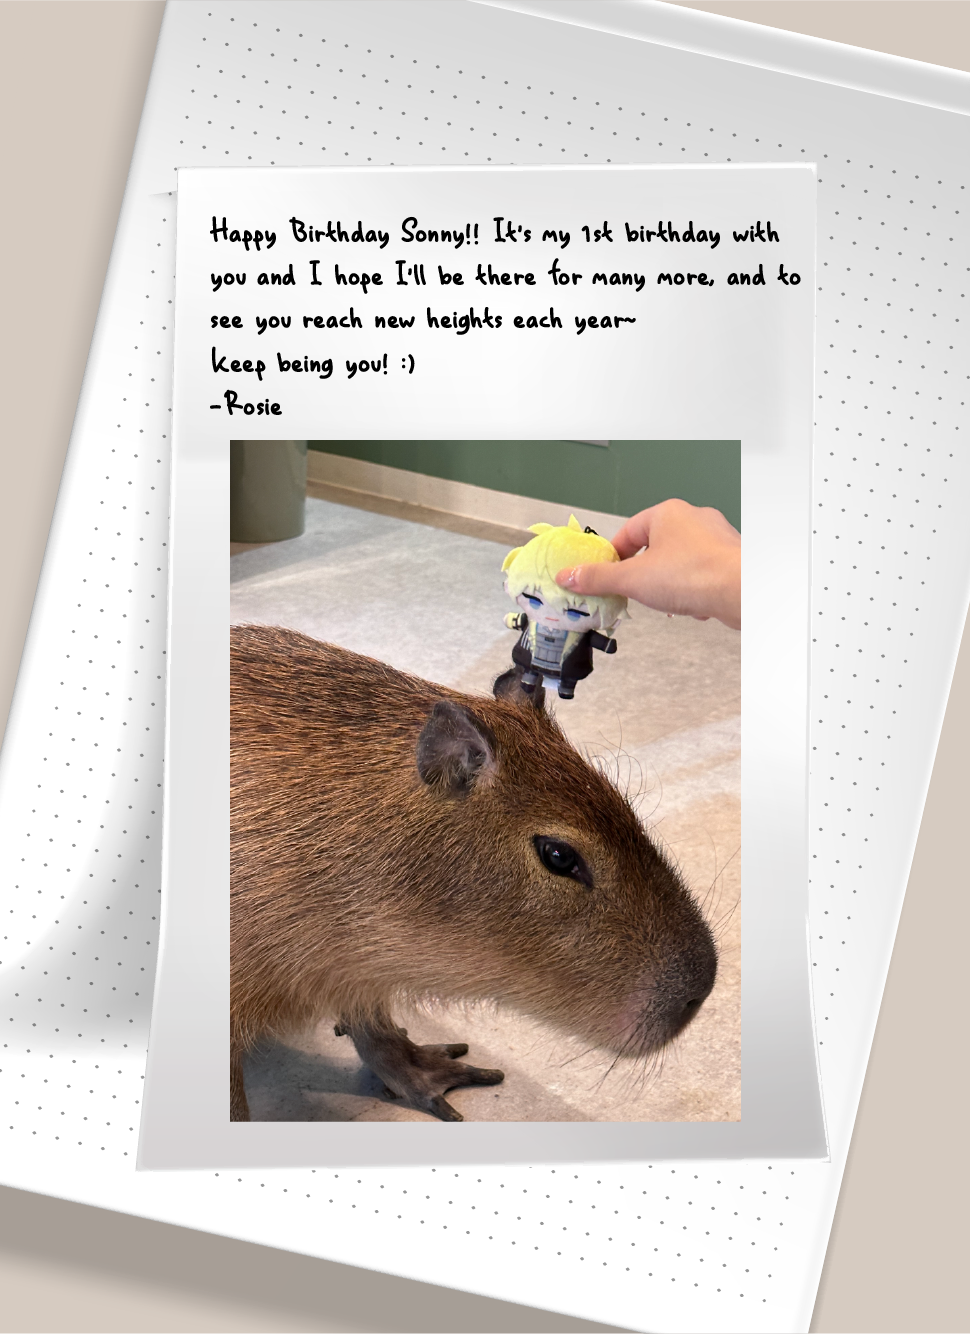 Happy Birthday Sonny!! It's my 1st birthday with
you and I hope I'll be there for many more, and to
see you reach new heights each year~
Keep being you! :)
-Rosie